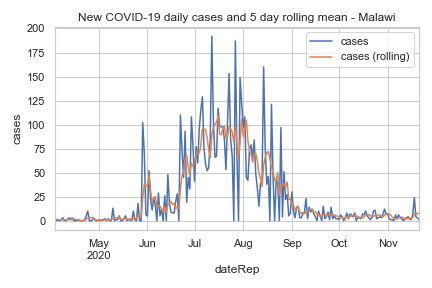 New COVID-19 daily cases and 5 day rolling mean - Malawi
cases
cases (rolling)
200
175
150
125
100
75
50
25
0
cases
May
2020
Jun
Jul
Aug
Sep
Oct
Nov
dateRep